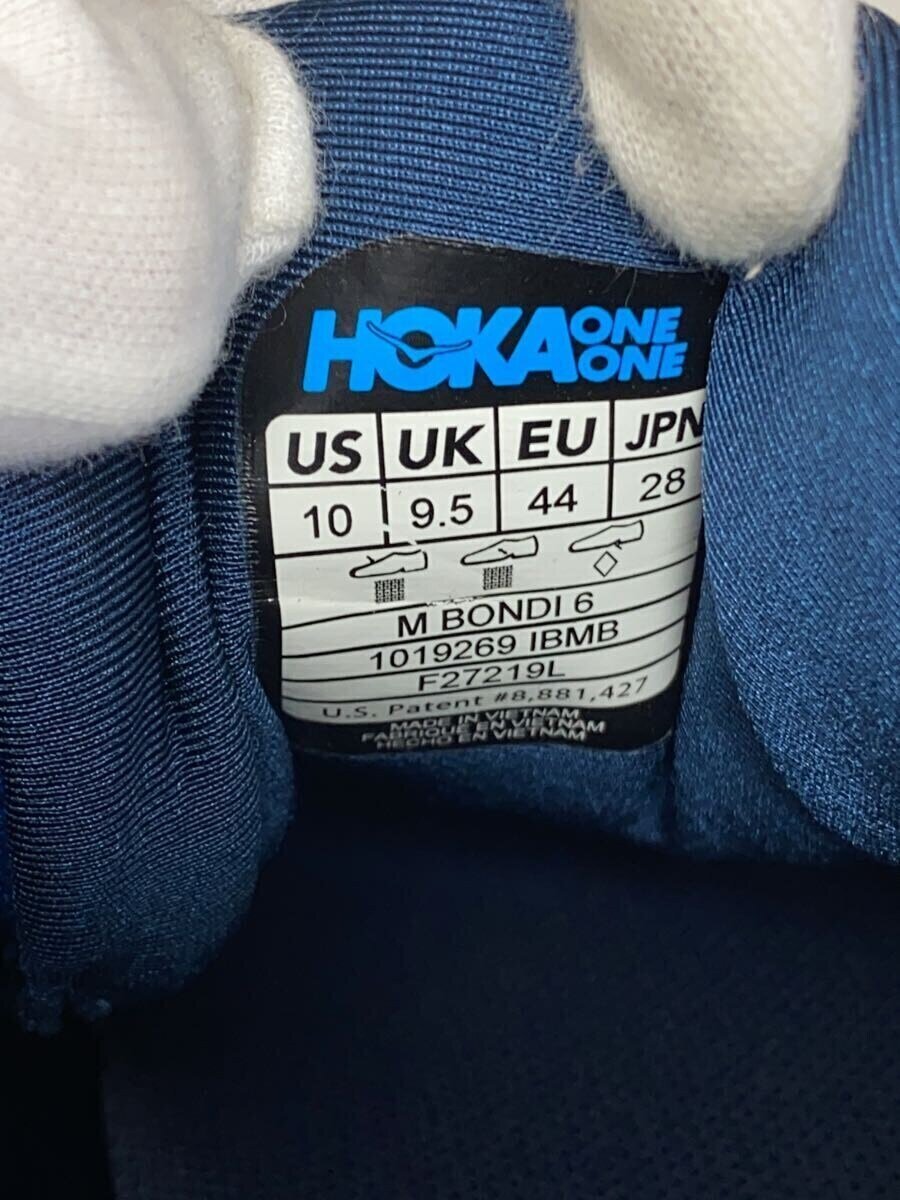 HOKA ONE ONE
US UK EU JPN
10 9.5 44 28
M BONDI 6
1019269 IBMB
F27219L
U.S. Patent #8,881,427
MADE IN VIETNAM
FABRIQUÉ EN VIETNAM
HECHO EN VIETNAM